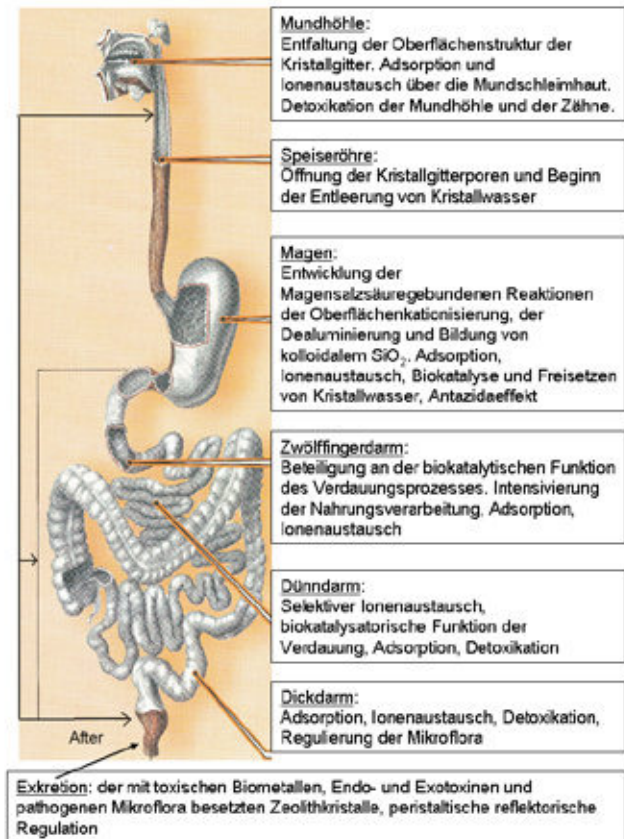 Mundhöhle:
Entfaltung der Oberflächenstruktur der
Kristallgitter. Adsorption und
Ionenaustausch über die Mundschleimhaut.
Detoxikation der Mundhöhle und der Zähne.
Speiseröhre:
Öffnung der Kristallgitterporen und Beginn
der Entleerung von Kristallwasser
Magen:
Entwicklung der
Magensalzsäuregebundenen Reaktionen
der Oberflächenkationisierung, der
Dealuminierung und Bildung von
kolloidalem SiO₂. Adsorption,
Ionenaustausch, Biokatalyse und Freisetzen
von Kristallwasser, Antazidaeffekt
Zwölffingerdarm:
Beteiligung an der biokatalytischen Funktion
des Verdauungsprozesses. Intensivierung
der Nahrungsverarbeitung, Adsorption,
Ionenaustausch
Dünndarm:
Selektiver Ionenaustausch,
biokatalysatorische Funktion der
Verdauung, Adsorption, Detoxikation
Dickdarm:
Adsorption, Ionenaustausch, Detoxikation,
Regulierung der Mikroflora
After
Exkretion: der mit toxischen Biometallen, Endo- und Exotoxinen und
pathogenen Mikroflora besetzten Zeolithkristalle, peristaltische reflektorische
Regulation